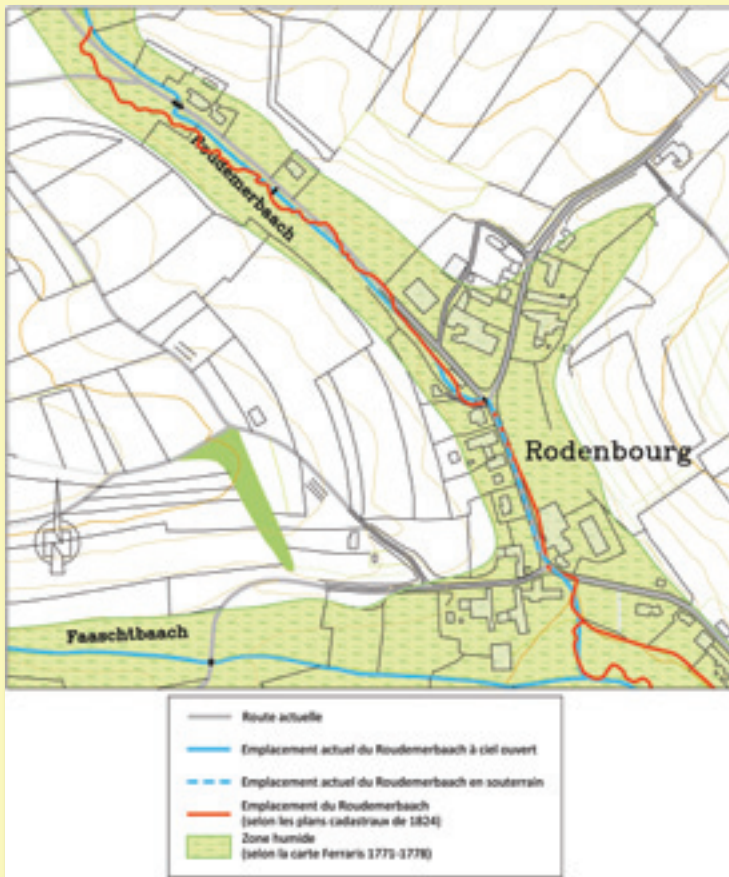 Roudemerbaach
Rodenbourg
Faaschtbaach
Route actuelle
Emplacement actuel du Roudemerbaach à ciel ouvert
Emplacement actuel du Roudemerbaach en souterrain
Emplacement du Roudemerbaach
(selon les plans cadastraux de 1824)
Zone humide
(selon la carte Ferraris 1771-1778)